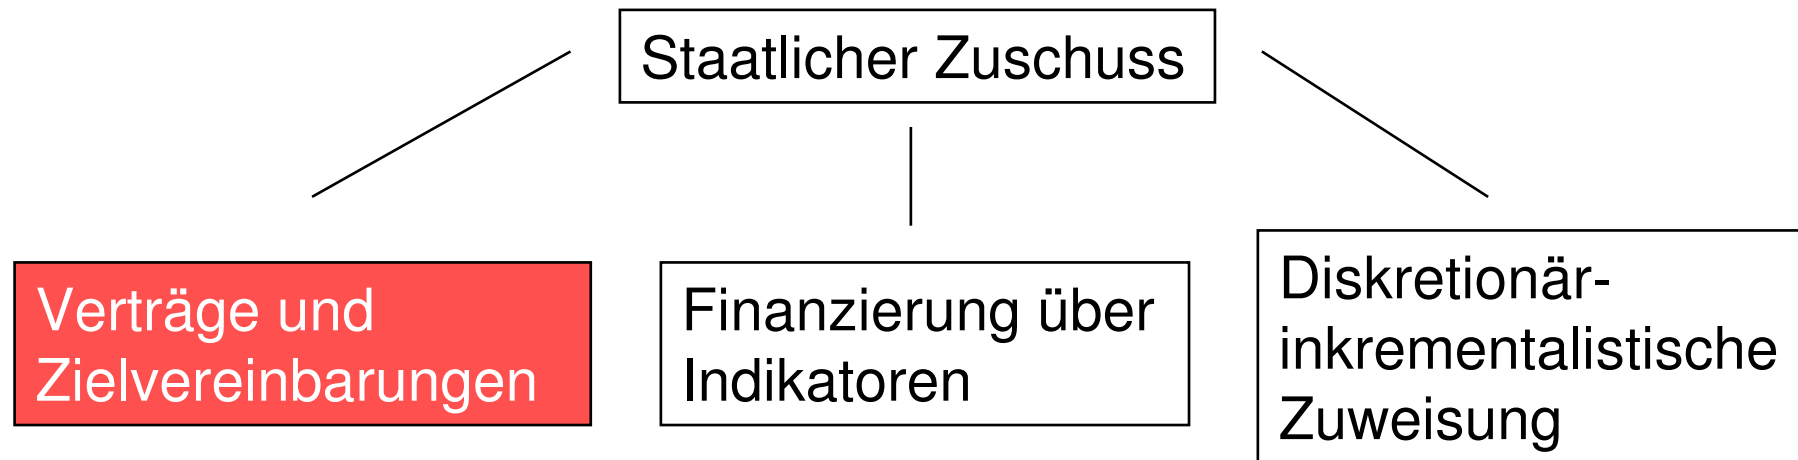 Staatlicher Zuschuss
Verträge und
Zielvereinbarungen
Finanzierung über
Indikatoren
Diskretionär-
inkrementalistische
Zuweisung